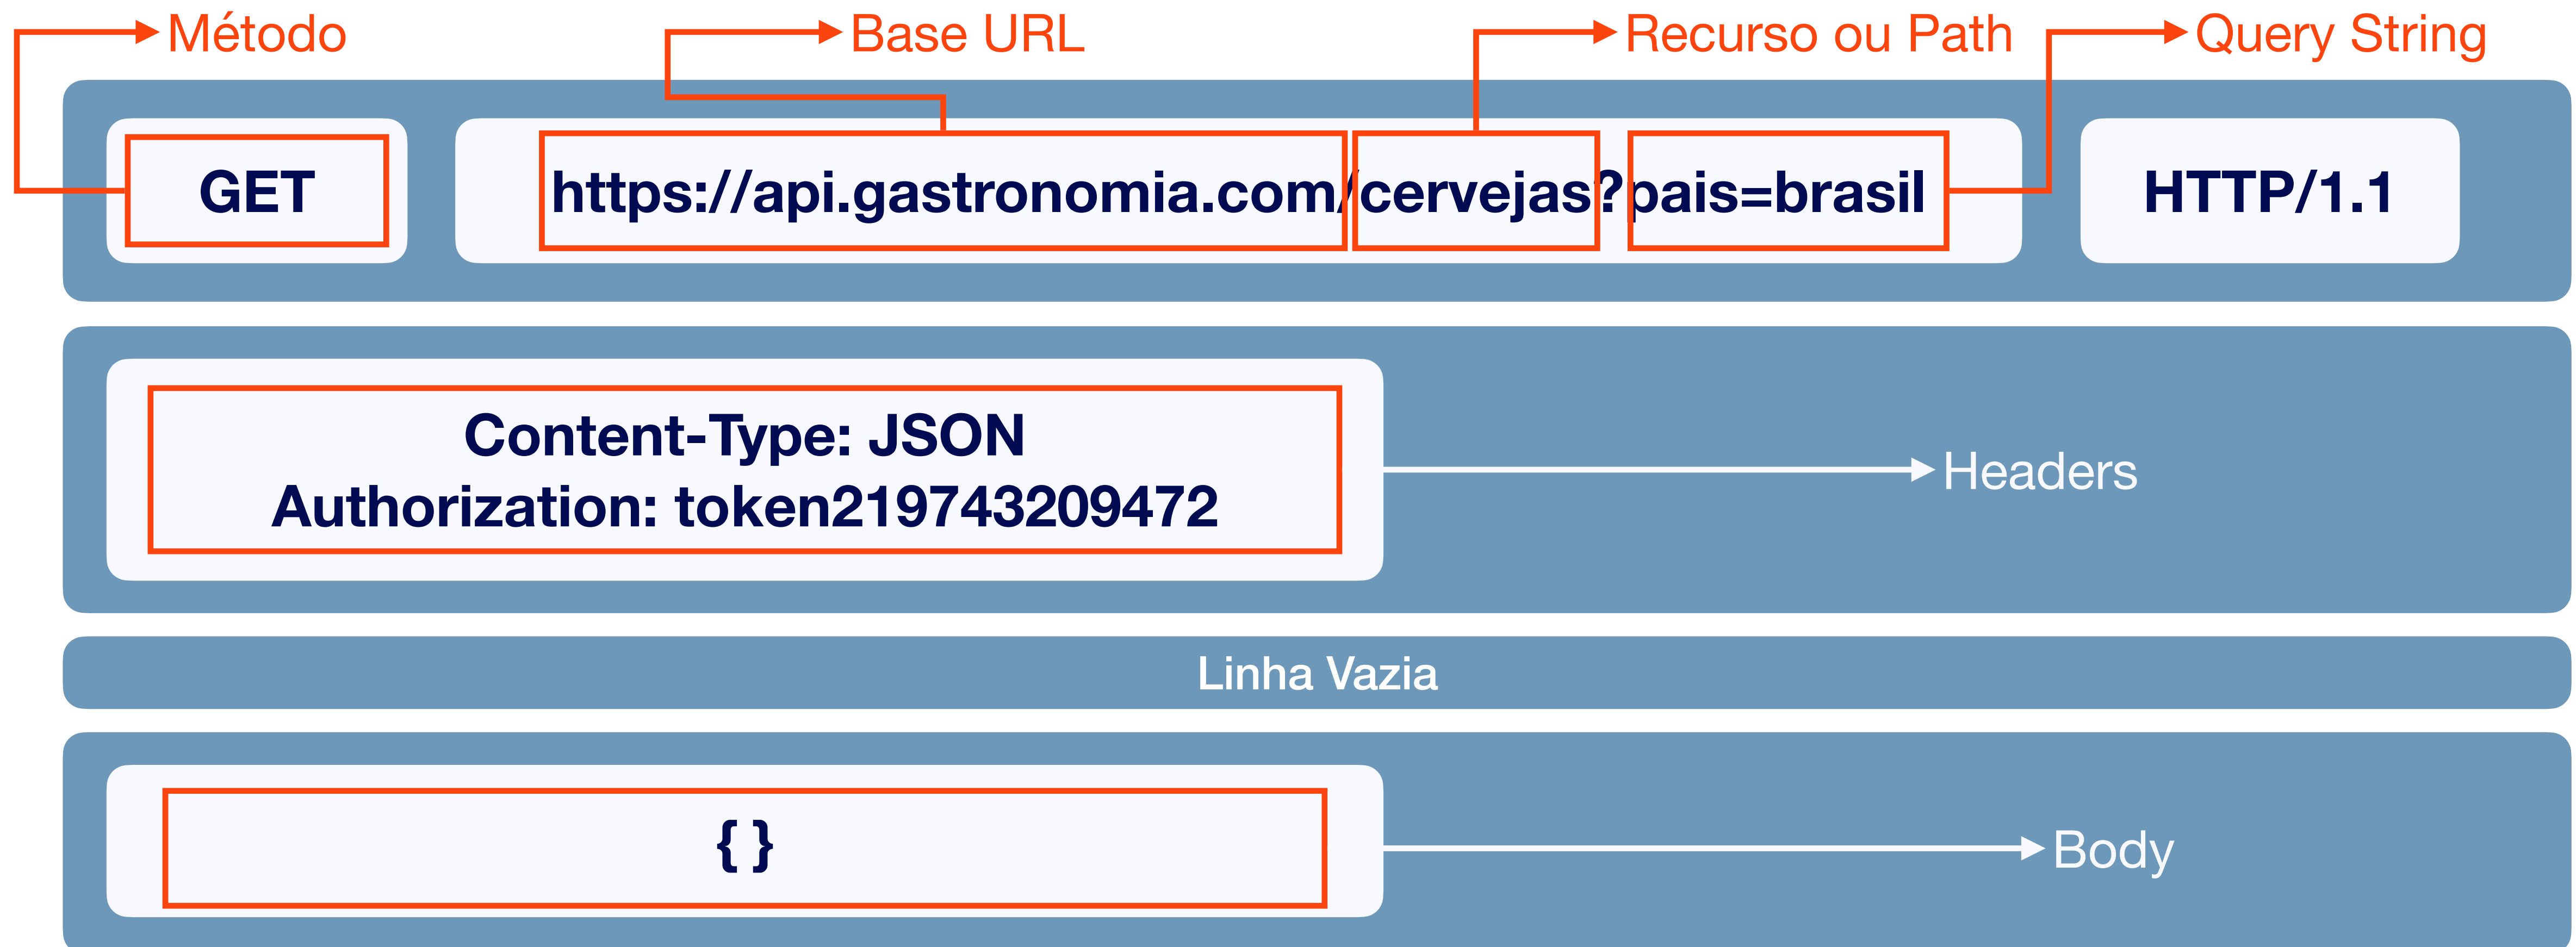 Método Base URL Recurso ou Path Query String
GET https://api.gastronomia.com/cervejas?pais=brasil HTTP/1.1
Content-Type: JSON
Authorization: token219743209472
Headers
Linha Vazia
{ }
Body